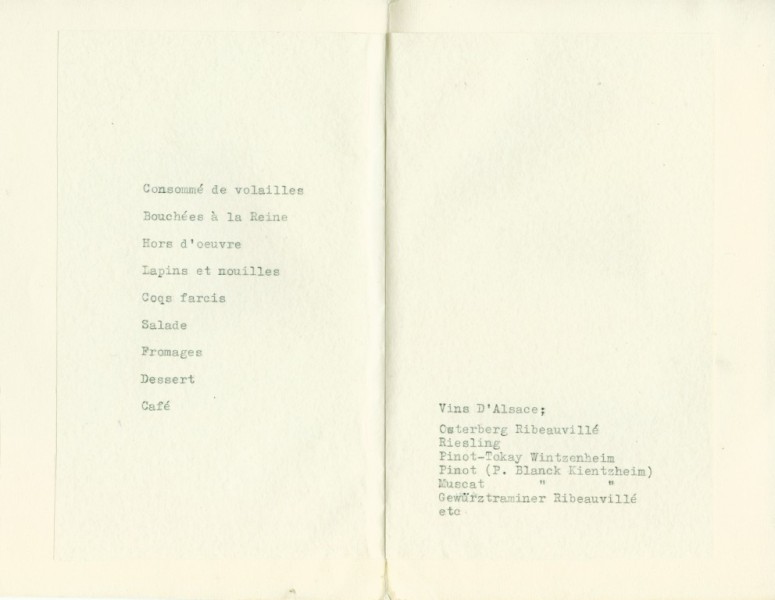 Consommé de volailles
Bouchées à la Reine
Hors d'oeuvre
Lapins et nouilles
Coqs farcis
Salade
Fromages
Dessert
Café
Vins D'Alsace;
Osterberg Ribeauvillé
Riesling
Pinot-Tokay Wintzenheim
Pinot (P. Blanck Kientzheim)
Muscat " "
Gewürztraminer Ribeauvillé
etc